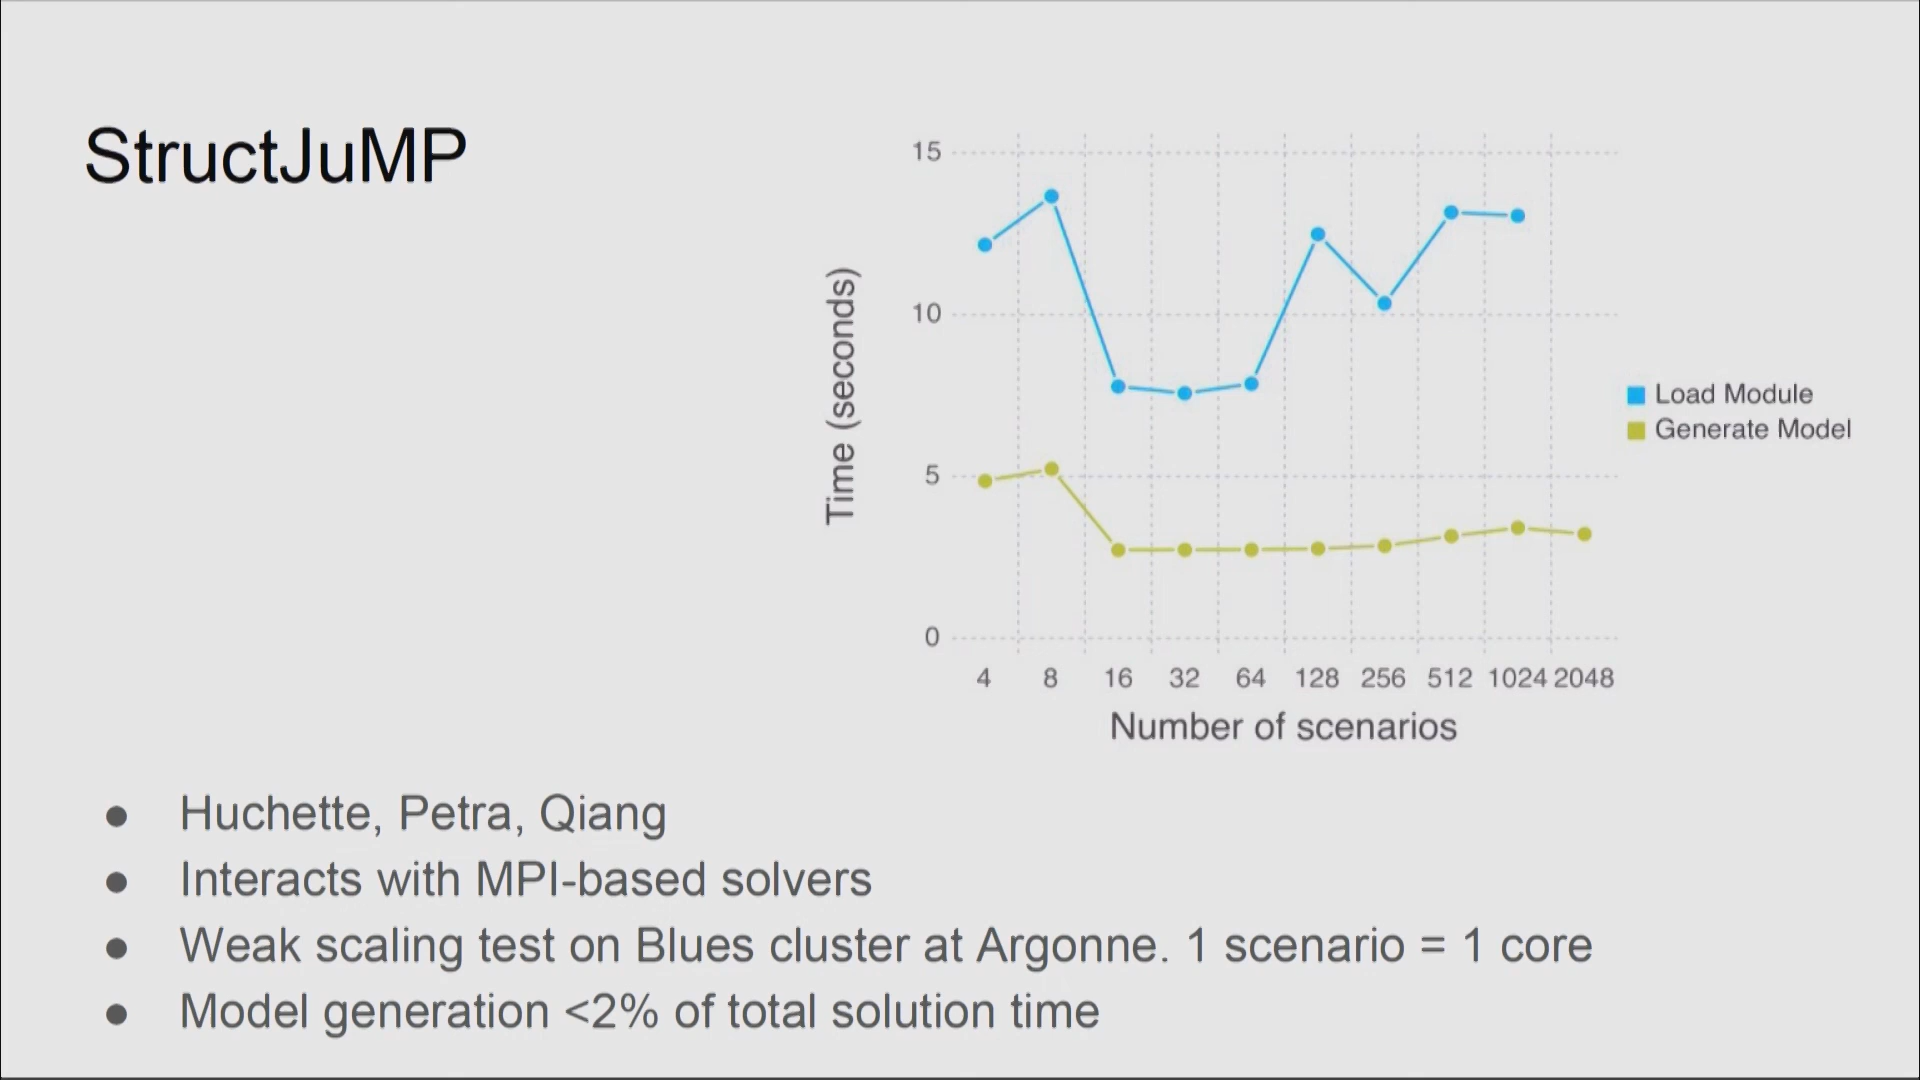 StructJuMP
15
10
5
0
Time (seconds)
4 8 16 32 64 128 256 512 1024 2048
Number of scenarios
Load Module
Generate Model
● Huchette, Petra, Qiang
● Interacts with MPI-based solvers
● Weak scaling test on Blues cluster at Argonne. 1 scenario = 1 core
● Model generation <2% of total solution time